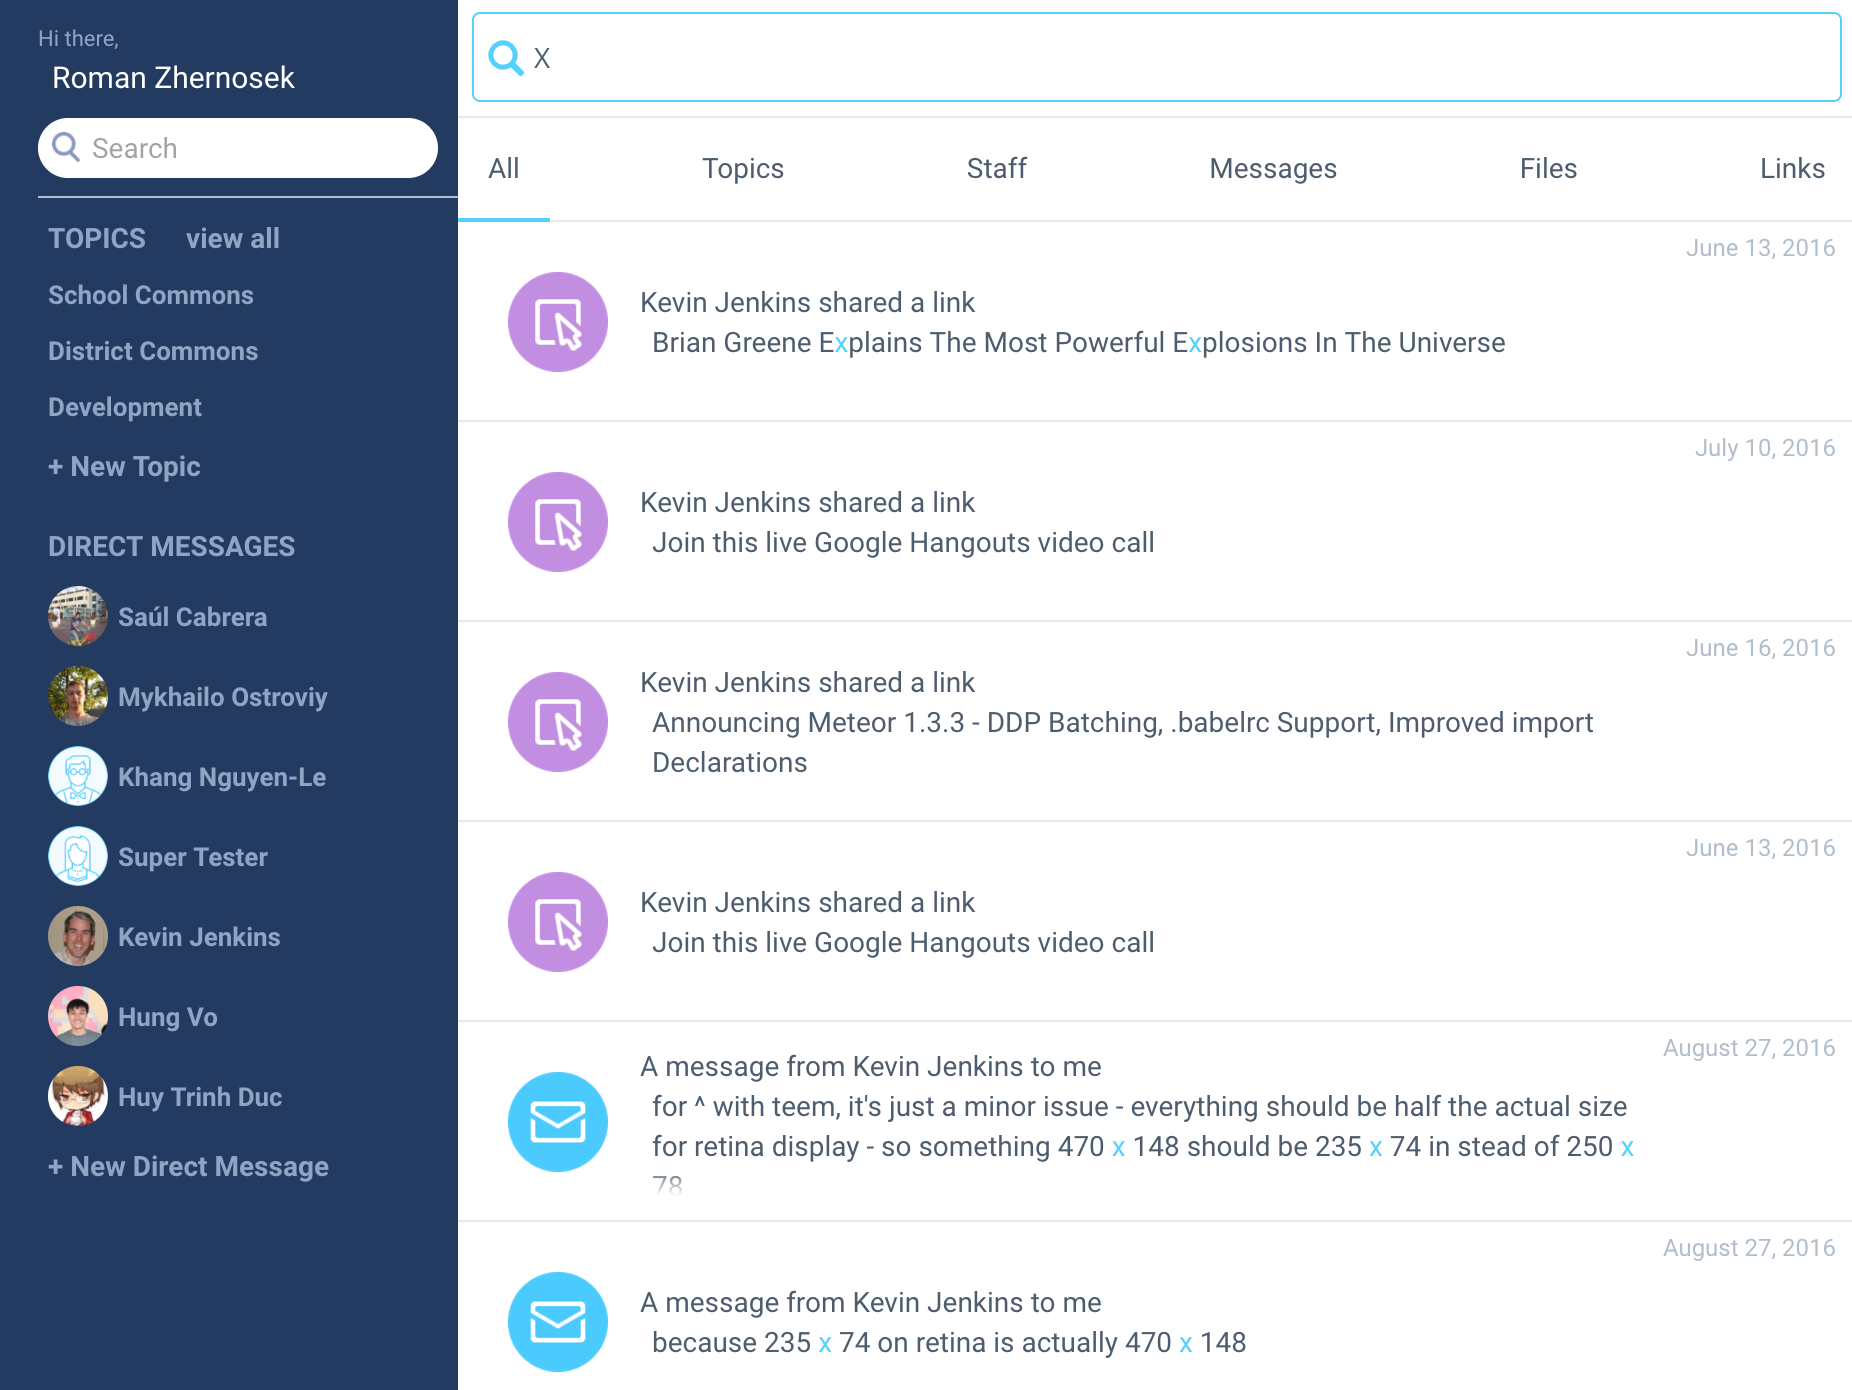 Hi there,
Roman Zhernosek
Search
TOPICS view all
School Commons
District Commons
Development
+ New Topic
DIRECT MESSAGES
Saúl Cabrera
Mykhailo Ostroviy
Khang Nguyen-Le
Super Tester
Kevin Jenkins
Hung Vo
Huy Trinh Duc
+ New Direct Message
X
All Topics Staff Messages Files Links
June 13, 2016
Kevin Jenkins shared a link
Brian Greene Explains The Most Powerful Explosions In The Universe
July 10, 2016
Kevin Jenkins shared a link
Join this live Google Hangouts video call
June 16, 2016
Kevin Jenkins shared a link
Announcing Meteor 1.3.3 - DDP Batching, .babelrc Support, Improved import
Declarations
June 13, 2016
Kevin Jenkins shared a link
Join this live Google Hangouts video call
August 27, 2016
A message from Kevin Jenkins to me
for ^ with teem, it's just a minor issue - everything should be half the actual size
for retina display - so something 470 x 148 should be 235 x 74 in stead of 250 x
78
August 27, 2016
A message from Kevin Jenkins to me
because 235 x 74 on retina is actually 470 x 148